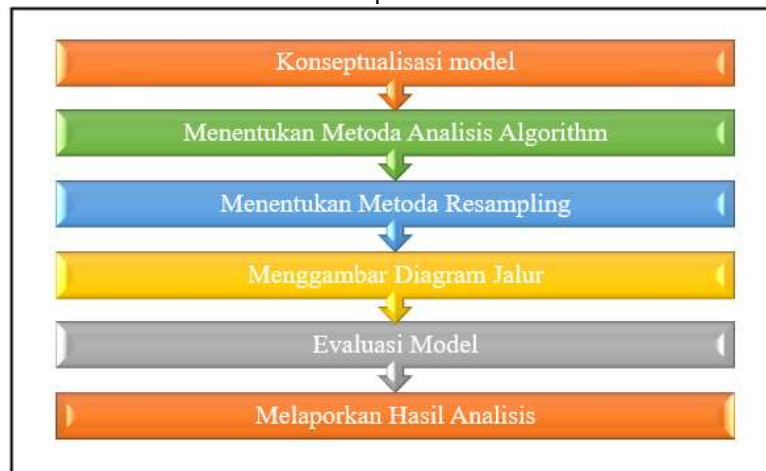 Konseptualisasi model
Menentukan Metoda Analisis Algorithm
Menentukan Metoda Resampling
Menggambar Diagram Jalur
Evaluasi Model
Melaporkan Hasil Analisis